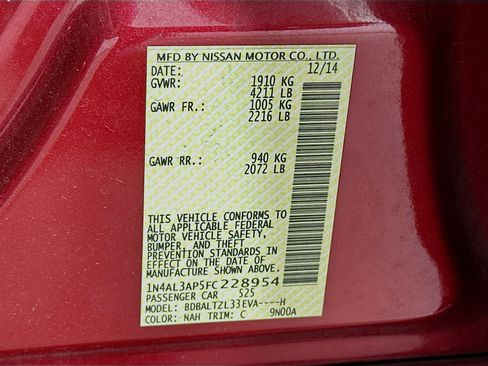 MFD BY NISSAN MOTOR CO., LTD.
DATE: 12/14
GVWR: 1910 KG
4211 LB
GAWR FR.: 1005 KG
2216 LB
GAWR RR.: 940 KG
2072 LB
THIS VEHICLE CONFORMS TO
ALL APPLICABLE FEDERAL
MOTOR VEHICLE SAFETY,
BUMPER, AND THEFT
PREVENTION STANDARDS IN
EFFECT ON THE DATE OF
MANUFACTURE SHOWN ABOVE.
1N4AL3AP5FC228954
PASSENGER CAR 525
MODEL: BDBALTZL33EVA----H
COLOR: NAH TRIM: C 9N00A